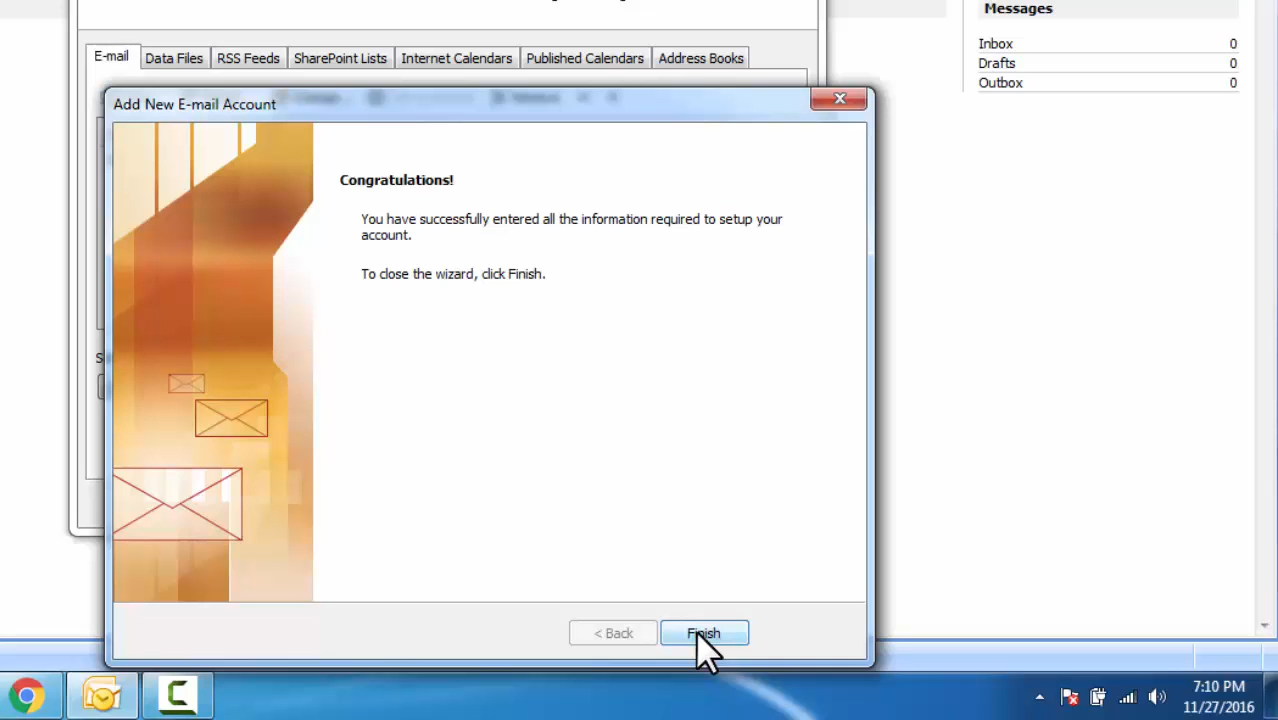 Messages
Inbox 0
Drafts 0
Outbox 0
E-mail Data Files RSS Feeds SharePoint Lists Internet Calendars Published Calendars Address Books
Add New E-mail Account
Congratulations!
You have successfully entered all the information required to setup your
account.
To close the wizard, click Finish.
< Back Finish
7:10 PM
11/27/2016